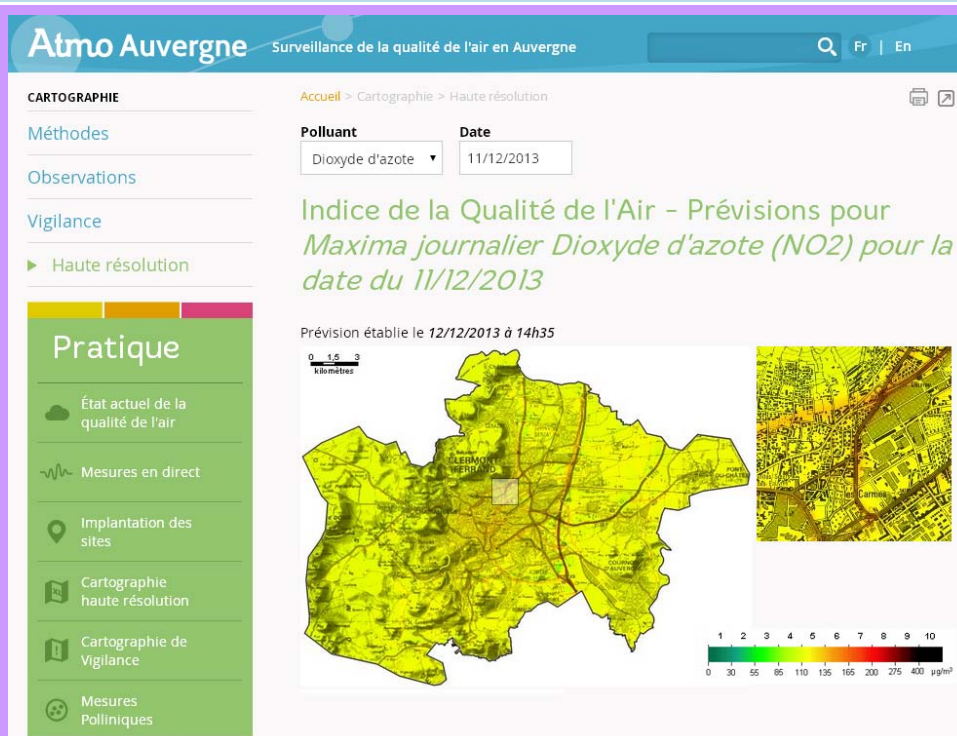 Atmo Auvergne
Surveillance de la qualité de l'air en Auvergne
Fr | En
CARTOGRAPHIE
Méthodes
Observations
Vigilance
Haute résolution
Pratique
État actuel de la
qualité de l'air
Mesures en direct
Implantation des
sites
Cartographie
haute résolution
Cartographie de
Vigilance
Mesures
Polliniques
Accueil > Cartographie > Haute résolution
Polluant
Date
Dioxyde d'azote
11/12/2013
Indice de la Qualité de l'Air - Prévisions pour
Maxima journalier Dioxyde d'azote (NO2) pour la
date du 11/12/2013
Prévision établie le 12/12/2013 à 14h35
0 1,5 3
kilomètres
CLERMONT
FERRAND
PONT
DU-CHÂTEAU
COURNON
D'AUVERGNE
les Carmes
1 2 3 4 5 6 7 8 9 10
0 30 55 85 110 135 165 200 275 400 µg/m³